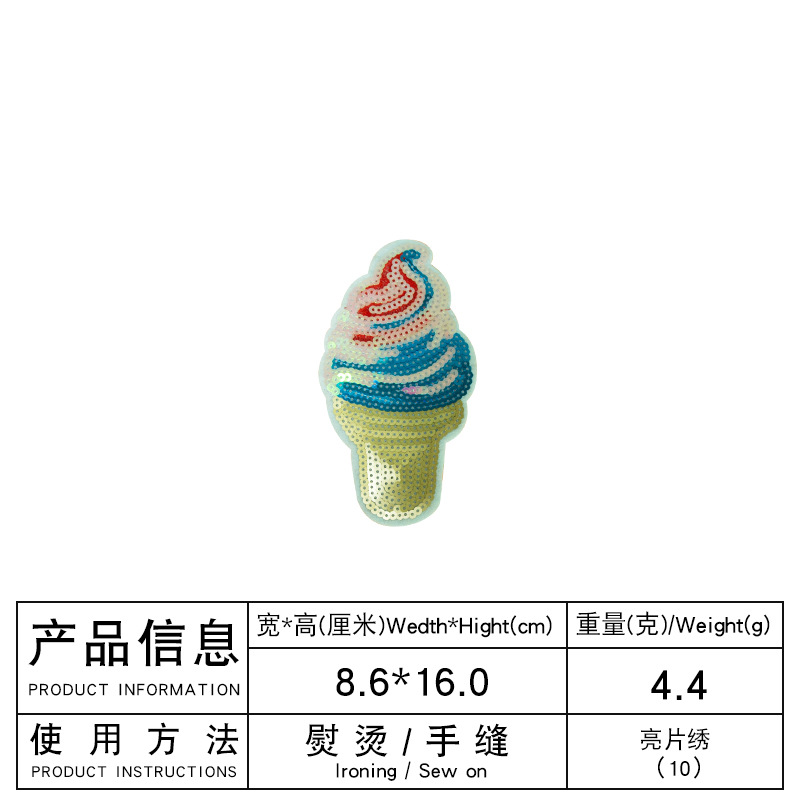 产品信息
PRODUCT INFORMATION
宽*高(厘米)Wedth*Hight(cm)
重量(克)/Weight(g)
8.6*16.0
4.4
使用方法
PRODUCT INSTRUCTIONS
熨烫/手缝
Ironing / Sew on
亮片绣
(10)